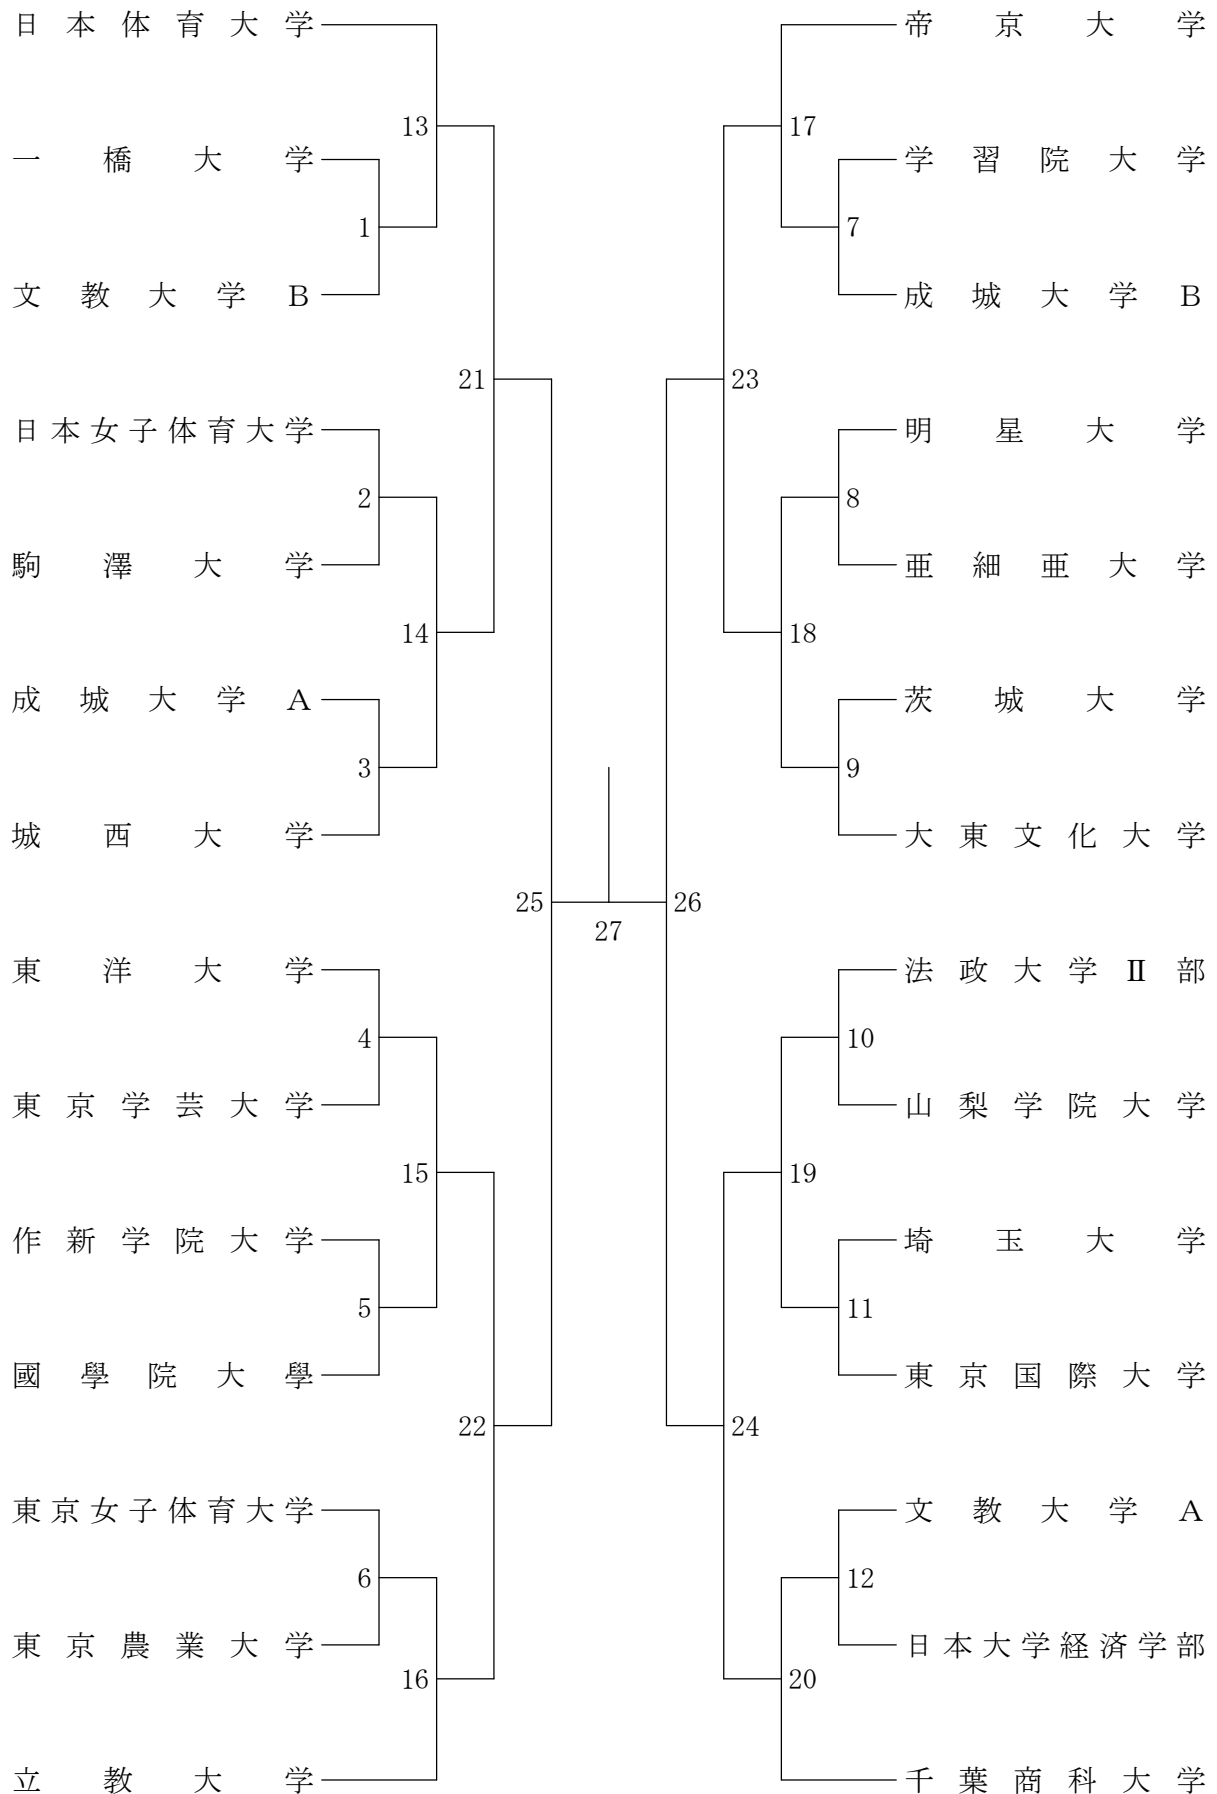 日本体育大学
一橋大学
文教大学B
日本女子体育大学
駒澤大学
成城大学A
城西大学
東洋大学
東京学芸大学
作新学院大学
國學院大學
東京女子体育大学
東京農業大学
立教大学
13
1
21
2
14
3
25
4
15
5
22
6
16
27
17
7
23
8
18
9
26
10
19
11
24
12
20
帝京大学
学習院大学
成城大学B
明星大学
亜細亜大学
茨城大学
大東文化大学
法政大学Ⅱ部
山梨学院大学
埼玉大学
東京国際大学
文教大学A
日本大学経済学部
千葉商科大学